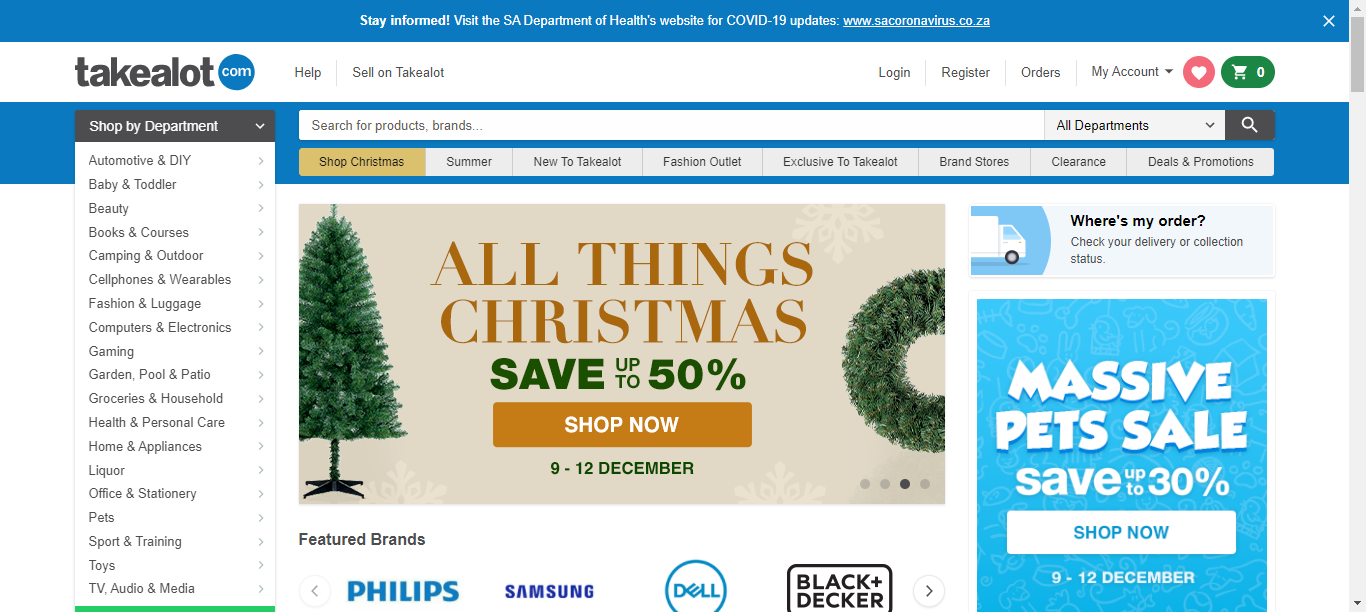 Stay informed! Visit the SA Department of Health's website for COVID-19 updates: www.sacoronavirus.co.za
takealot com
Help
Sell on Takealot
Login
Register
Orders
My Account
0
Shop by Department
Search for products, brands...
All Departments
Shop Christmas
Summer
New To Takealot
Fashion Outlet
Exclusive To Takealot
Brand Stores
Clearance
Deals & Promotions
Automotive & DIY
Baby & Toddler
Beauty
Books & Courses
Camping & Outdoor
Cellphones & Wearables
Fashion & Luggage
Computers & Electronics
Gaming
Garden, Pool & Patio
Groceries & Household
Health & Personal Care
Home & Appliances
Liquor
Office & Stationery
Pets
Sport & Training
Toys
TV, Audio & Media
ALL THINGS
CHRISTMAS
SAVE UP TO 50%
SHOP NOW
9 - 12 DECEMBER
Where's my order?
Check your delivery or collection
status.
MASSIVE
PETS SALE
save up to 30%
SHOP NOW
9 - 12 DECEMBER
Featured Brands
PHILIPS
SAMSUNG
DELL
BLACK+
DECKER